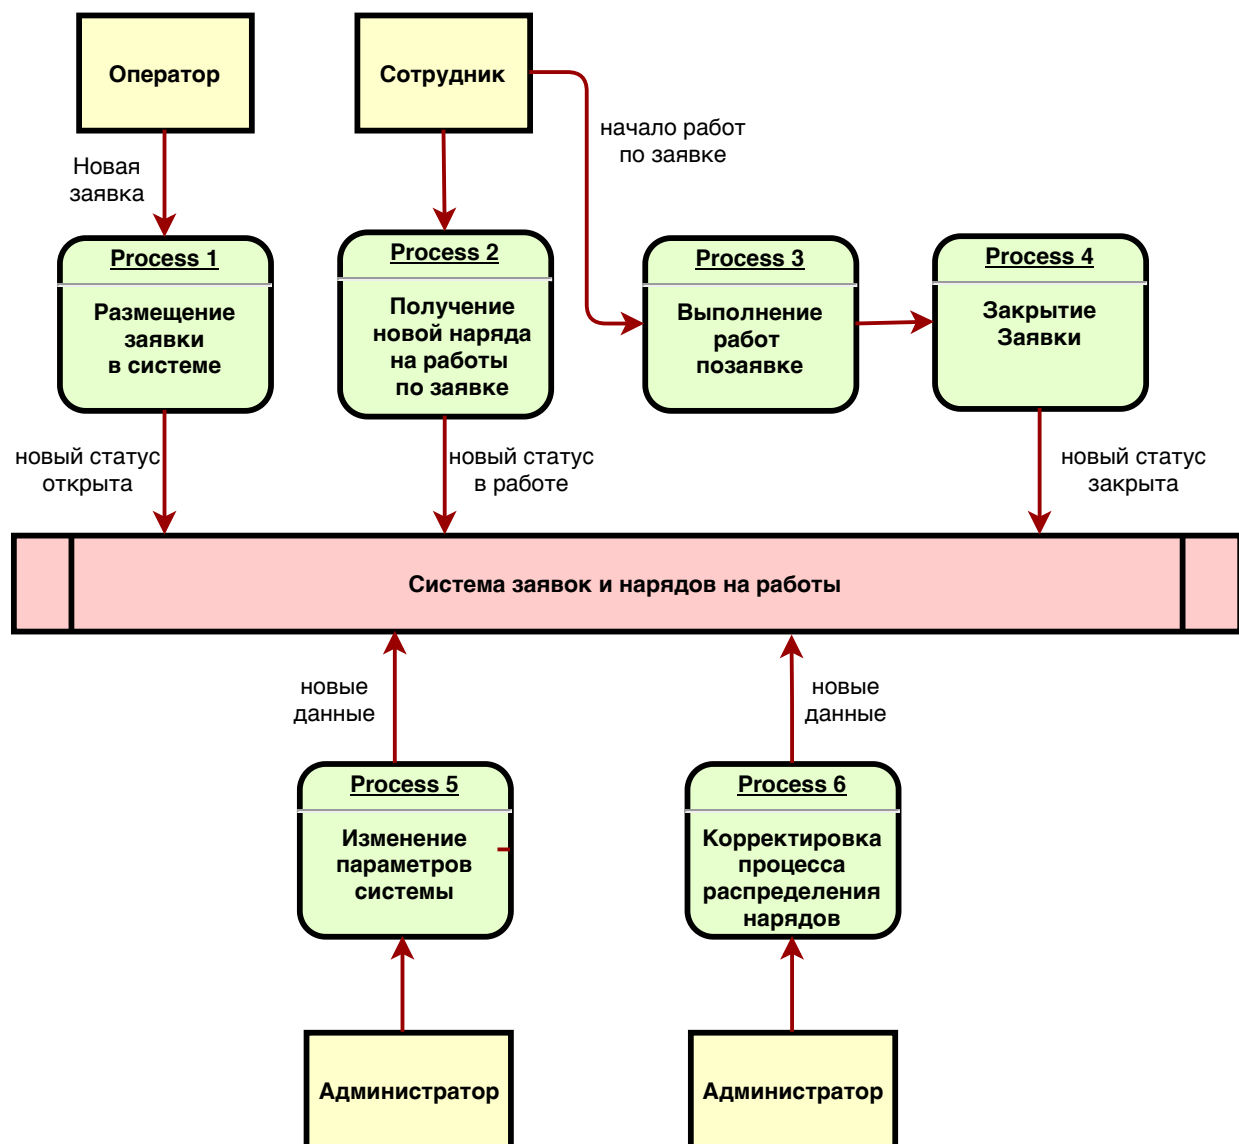 Оператор
Сотрудник
начало работ
по заявке
Новая
заявка
Process 1
Размещение
заявки
в системе
Process 2
Получение
новой наряда
на работы
по заявке
Process 3
Выполнение
работ
позаявке
Process 4
Закрытие
Заявки
новый статус
открыта
новый статус
в работе
новый статус
закрыта
Система заявок и нарядов на работы
новые
данные
новые
данные
Process 5
Изменение
параметров
системы
Process 6
Корректировка
процесса
распределения
нарядов
Администратор
Администратор